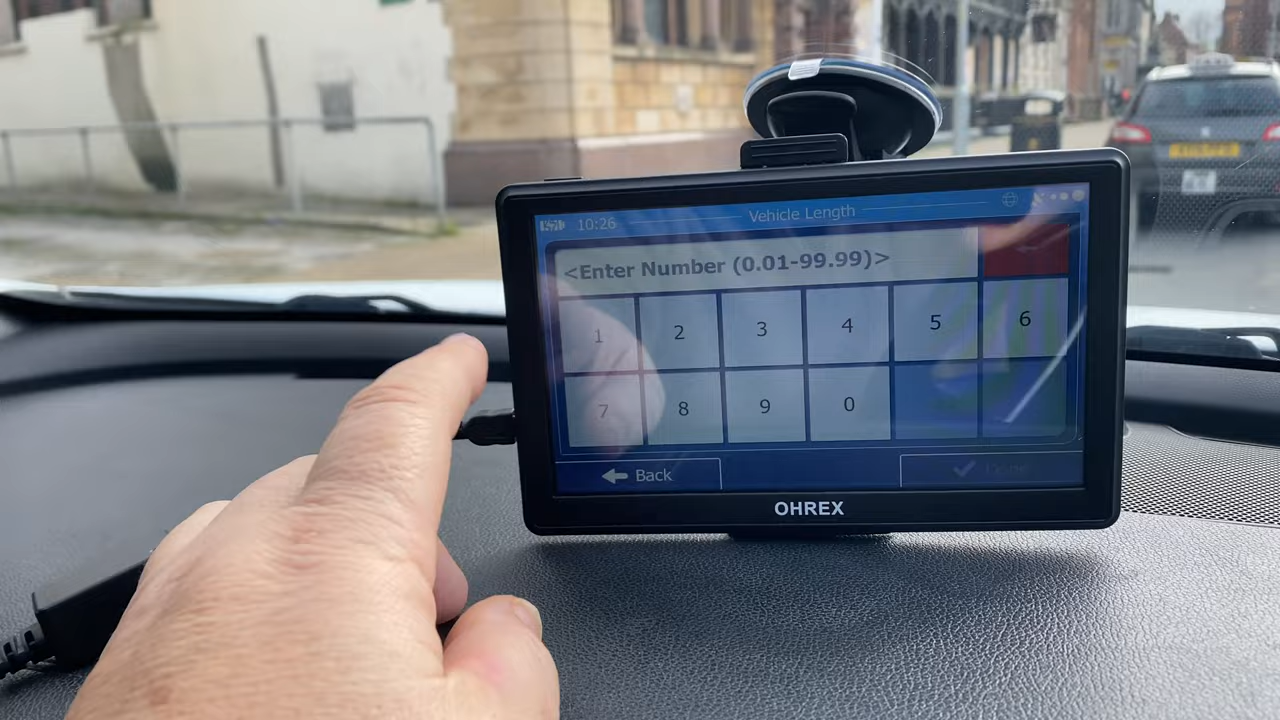 10:26
Vehicle Length
<Enter Number (0.01-99.99)>
1 2 3 4 5 6
7 8 9 0
Back
Done
OHREX